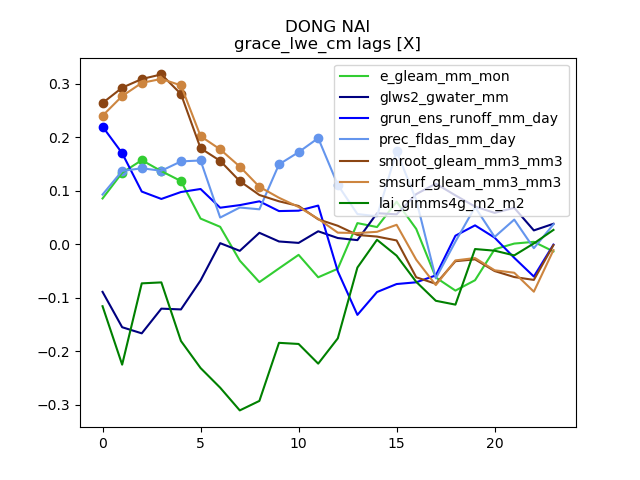 DONG NAI
grace_lwe_cm lags [X]
e_gleam_mm_mon
glws2_gwater_mm
grun_ens_runoff_mm_day
prec_fldas_mm_day
smroot_gleam_mm3_mm3
smsurf_gleam_mm3_mm3
lai_gimms4g_m2_m2
0.3
0.2
0.1
0.0
−0.1
−0.2
−0.3
0
5
10
15
20